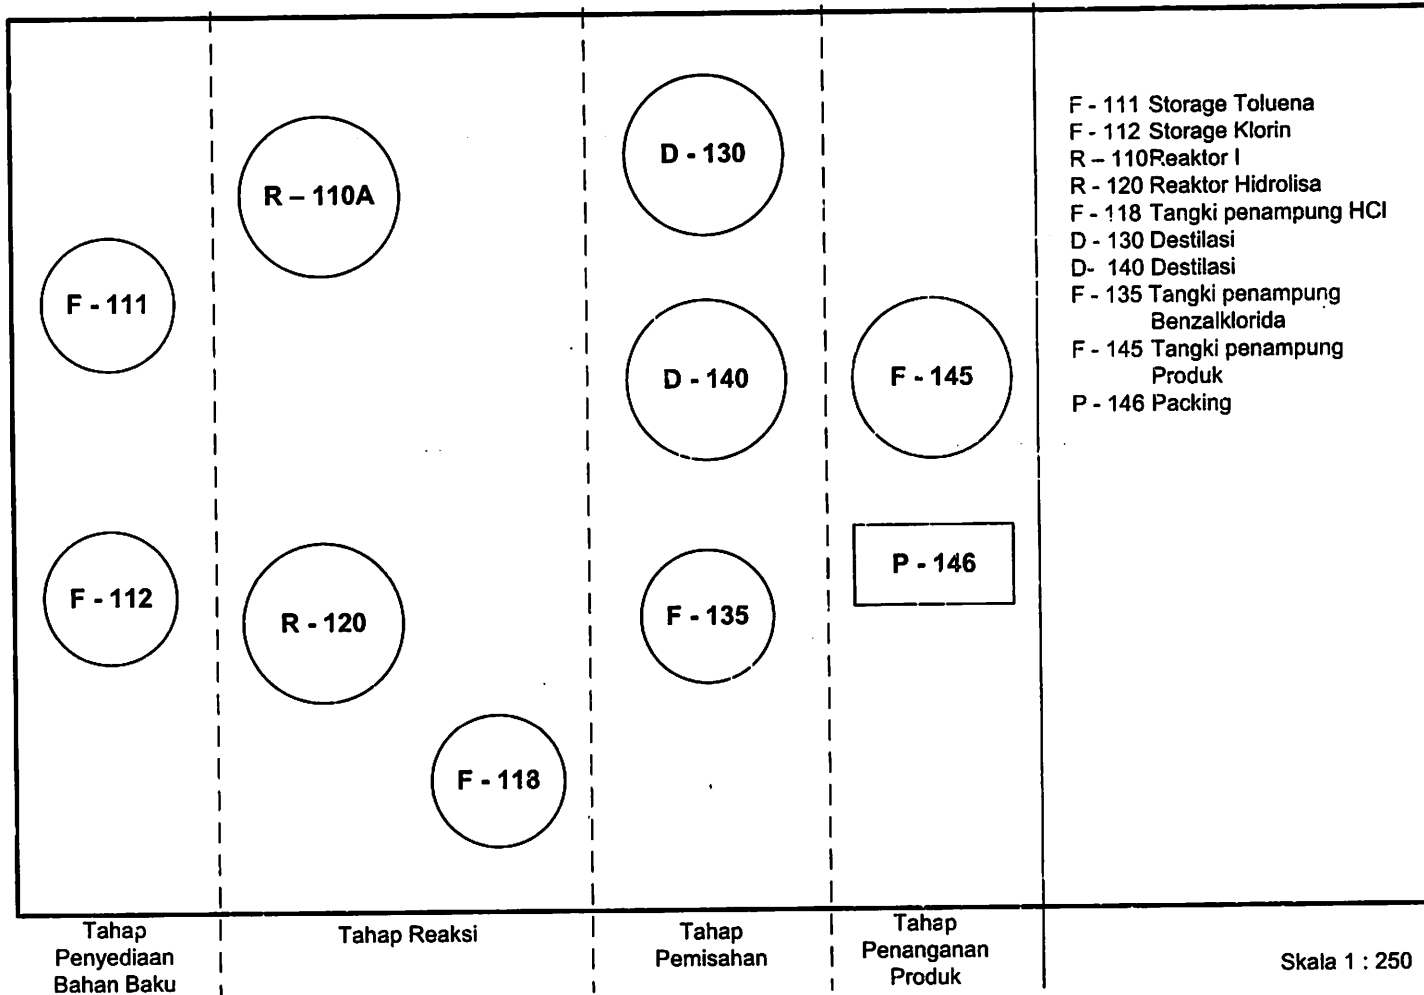 F - 111
F - 112
R – 110A
R - 120
F - 118
D - 130
D - 140
F - 135
F - 145
P - 146
F - 111 Storage Toluena
F - 112 Storage Klorin
R – 110Reaktor I
R - 120 Reaktor Hidrolisa
F - 118 Tangki penampung HCl
D - 130 Destilasi
D- 140 Destilasi
F - 135 Tangki penampung
Benzalklorida
F - 145 Tangki penampung
Produk
P - 146 Packing
Tahap
Penyediaan
Bahan Baku
Tahap Reaksi
Tahap
Pemisahan
Tahap
Penanganan
Produk
Skala 1 : 250